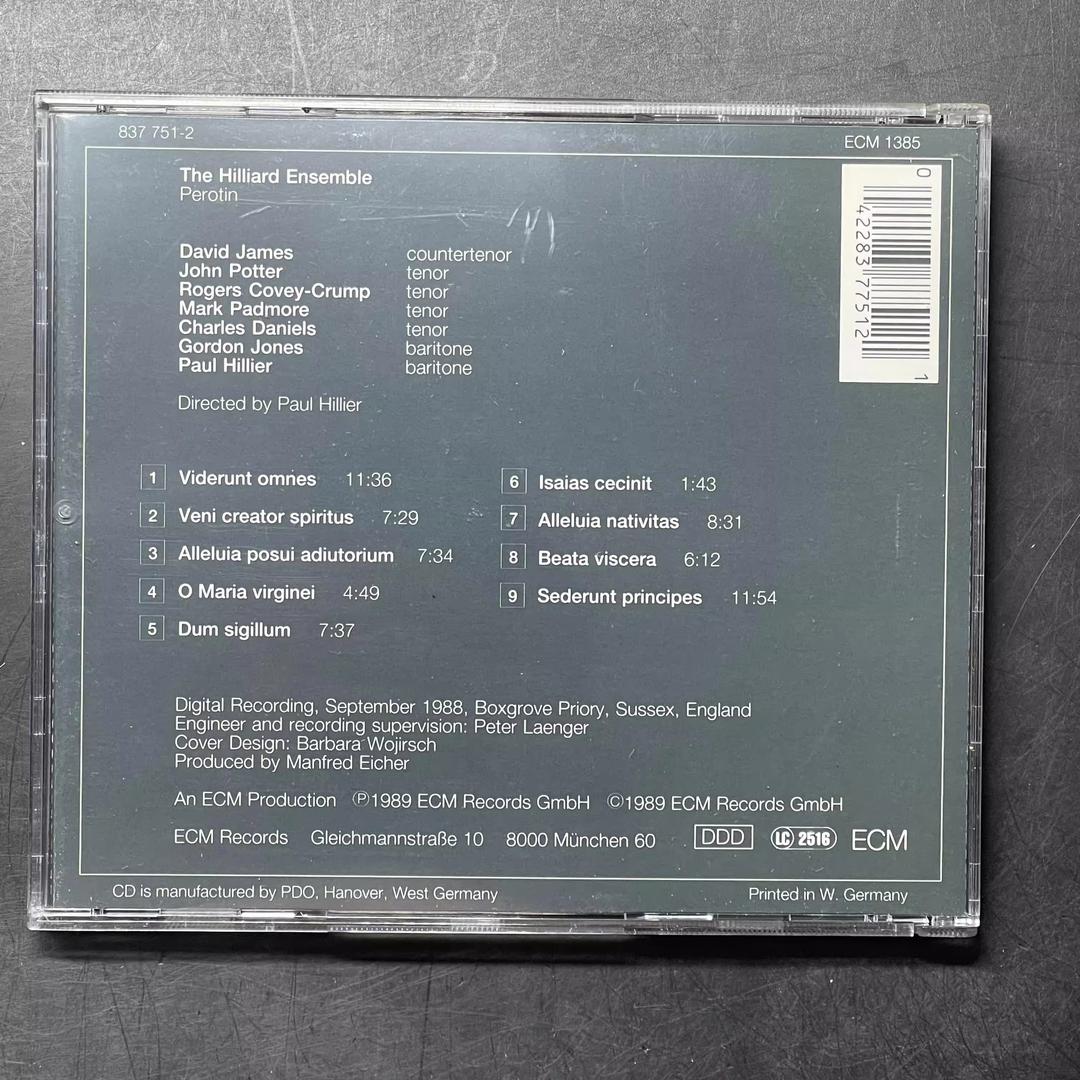 837 751-2
ECM 1385
The Hilliard Ensemble
Perotin
0 42283 77512 1
David James countertenor
John Potter tenor
Rogers Covey-Crump tenor
Mark Padmore tenor
Charles Daniels tenor
Gordon Jones baritone
Paul Hillier baritone
Directed by Paul Hillier
1 Viderunt omnes 11:36
2 Veni creator spiritus 7:29
3 Alleluia posui adiutorium 7:34
4 O Maria virginei 4:49
5 Dum sigillum 7:37
6 Isaias cecinit 1:43
7 Alleluia nativitas 8:31
8 Beata viscera 6:12
9 Sederunt principes 11:54
Digital Recording, September 1988, Boxgrove Priory, Sussex, England
Engineer and recording supervision: Peter Laenger
Cover Design: Barbara Wojirsch
Produced by Manfred Eicher
An ECM Production ℗1989 ECM Records GmbH ©1989 ECM Records GmbH
ECM Records Gleichmannstraße 10 8000 München 60 DDD LC 2516 ECM
CD is manufactured by PDO, Hanover, West Germany
Printed in W. Germany